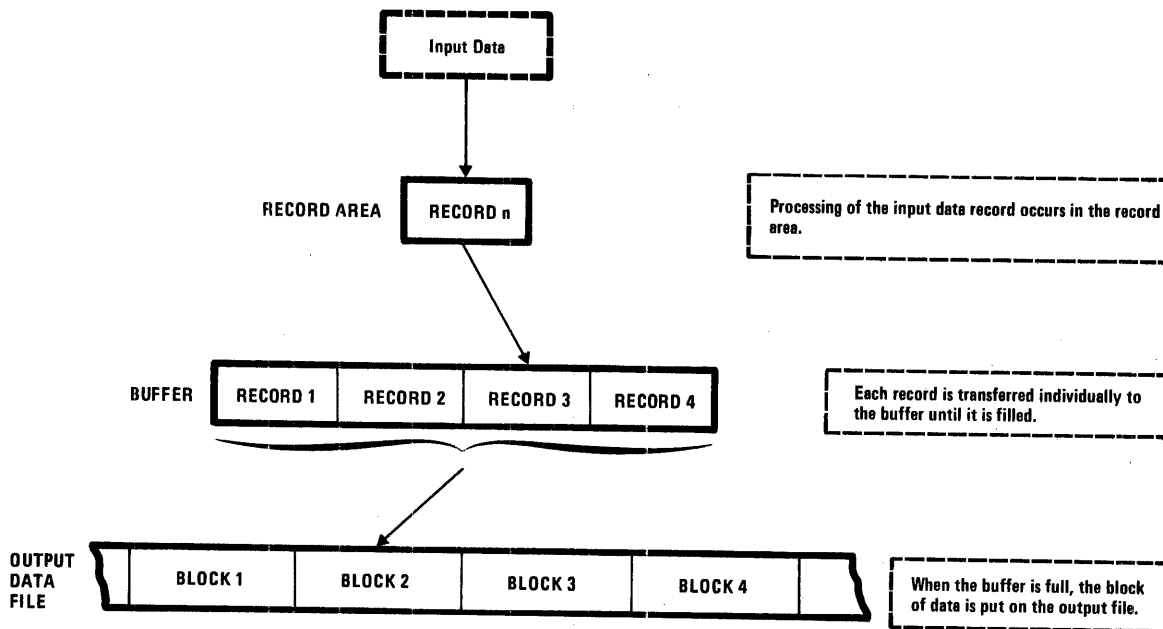 Input Data
RECORD AREA
RECORD n
Processing of the input data record occurs in the record
area.
BUFFER
RECORD 1
RECORD 2
RECORD 3
RECORD 4
Each record is transferred individually to
the buffer until it is filled.
OUTPUT
DATA
FILE
BLOCK 1
BLOCK 2
BLOCK 3
BLOCK 4
When the buffer is full, the block
of data is put on the output file.